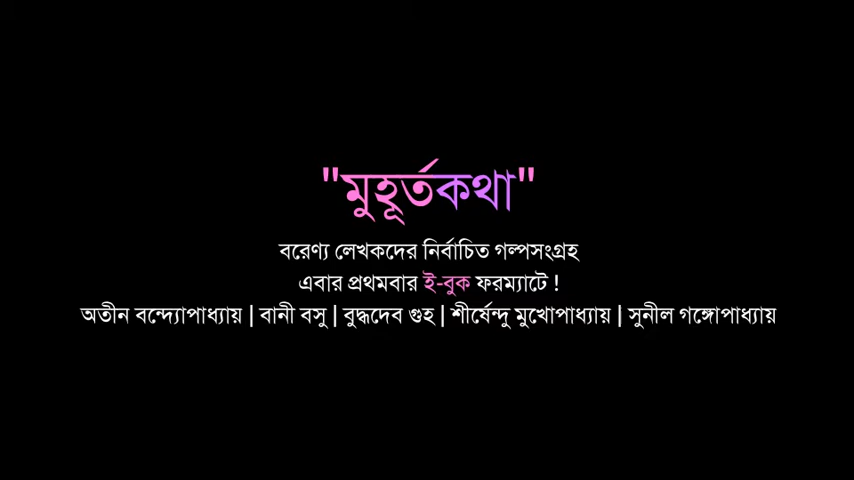 "মুহূর্তকথা"
বরেণ্য লেখকদের নির্বাচিত গল্পসংগ্রহ
এবার প্রথমবার ই-বুক ফরম্যাটে !
অতীন বন্দ্যোপাধ্যায় | বানী বসু | বুদ্ধদেব গুহ | শীর্ষেন্দু মুখোপাধ্যায় | সুনীল গঙ্গোপাধ্যায়